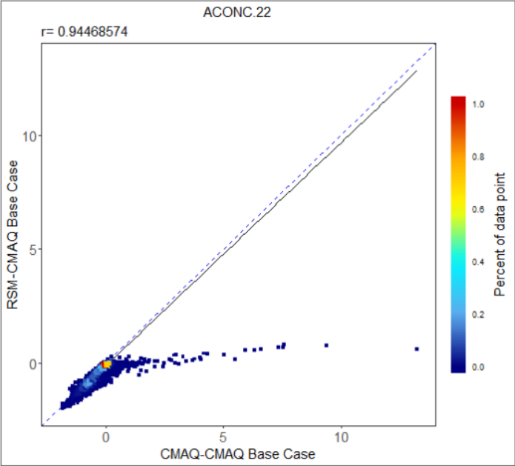 ACONC.22
r= 0.94468574
10
5
0
0
5
10
CMAQ-CMAQ Base Case
RSM-CMAQ Base Case
1.0
0.8
0.6
0.4
0.2
0.0
Percent of data point